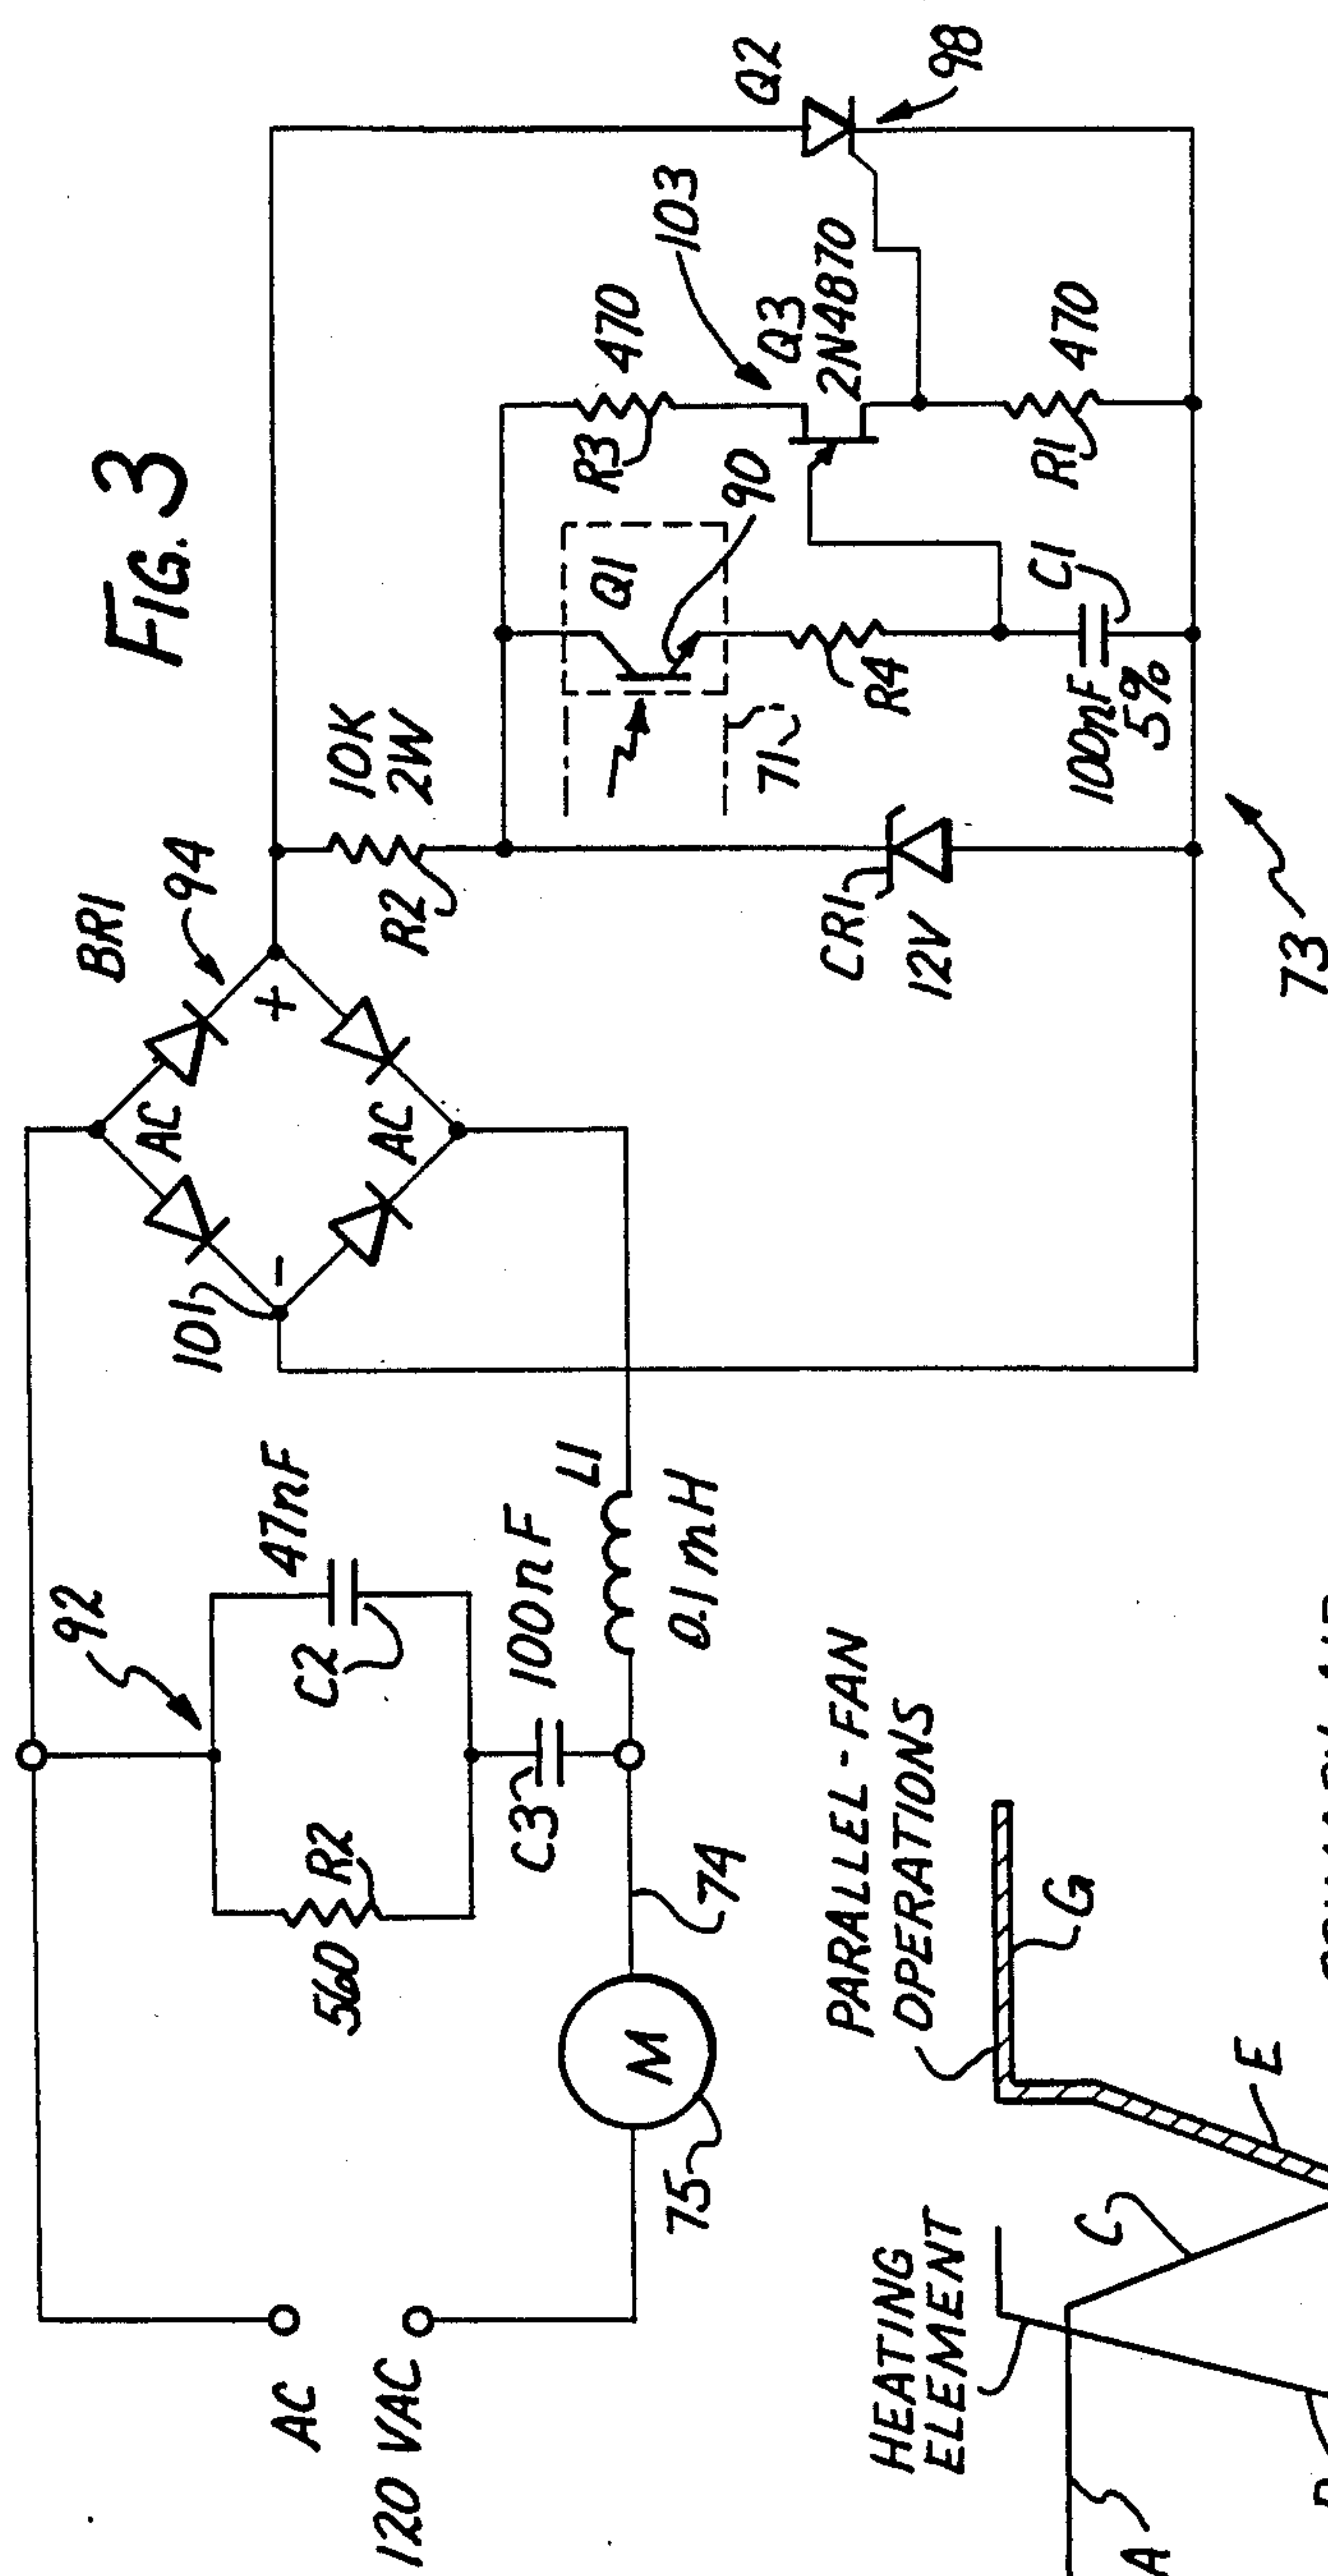 FIG. 3
BR1
94
AC
AC
+
-
101
92
47nF
C2
R2
560
C3
100nF
L1
0.1mH
AC
120 VAC
M
75
74
10K
2W
R2
Q1
90
71
R3
470
103
Q3
2N4870
Q2
98
R4
C1
100nF
5%
R1
470
CR1
12V
73
PARALLEL-FAN
OPERATIONS
G
E
HEATING
ELEMENT
C
A